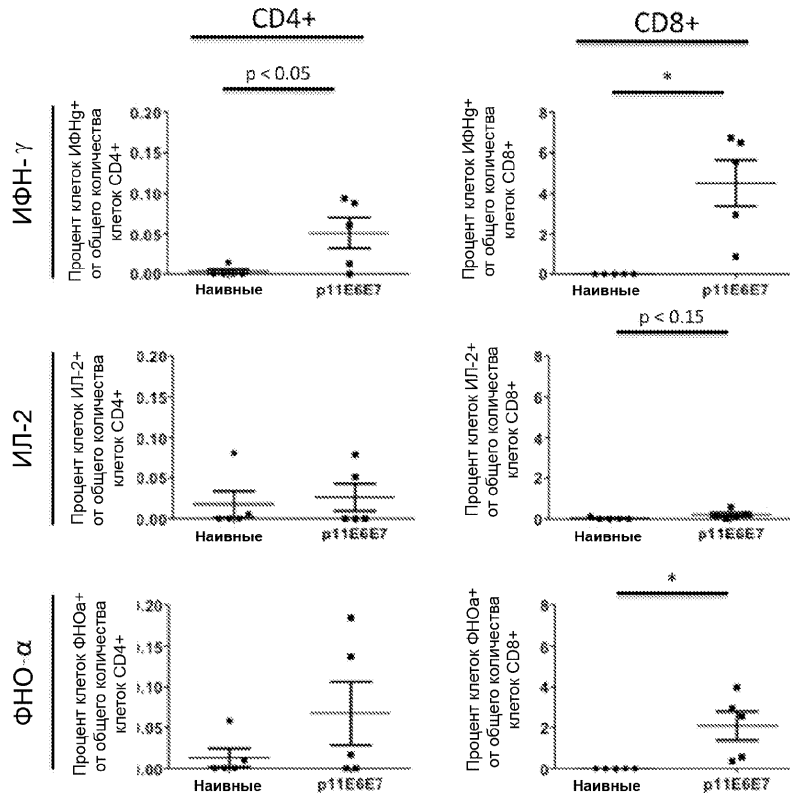 CD4+
CD8+
ИФН-γ
Процент клеток ИФНg+
от общего количества
клеток CD4+
p < 0.05
0.20
0.15
0.10
0.05
0.00
Наивные
p11E6E7
Процент клеток ИФНg+
от общего количества
клеток CD8+
*
8
6
4
2
0
Наивные
p11E6E7
ИЛ-2
Процент клеток ИЛ-2+
от общего количества
клеток CD4+
0.20
0.15
0.10
0.05
0.00
Наивные
p11E6E7
Процент клеток ИЛ-2+
от общего количества
клеток CD8+
p < 0.15
8
6
4
2
0
Наивные
p11E6E7
ФНО-α
Процент клеток ФНОa+
от общего количества
клеток CD4+
.20
.15
.10
.05
.00
Наивные
p11E6E7
Процент клеток ФНОa+
от общего количества
клеток CD8+
*
8
6
4
2
0
Наивные
p11E6E7